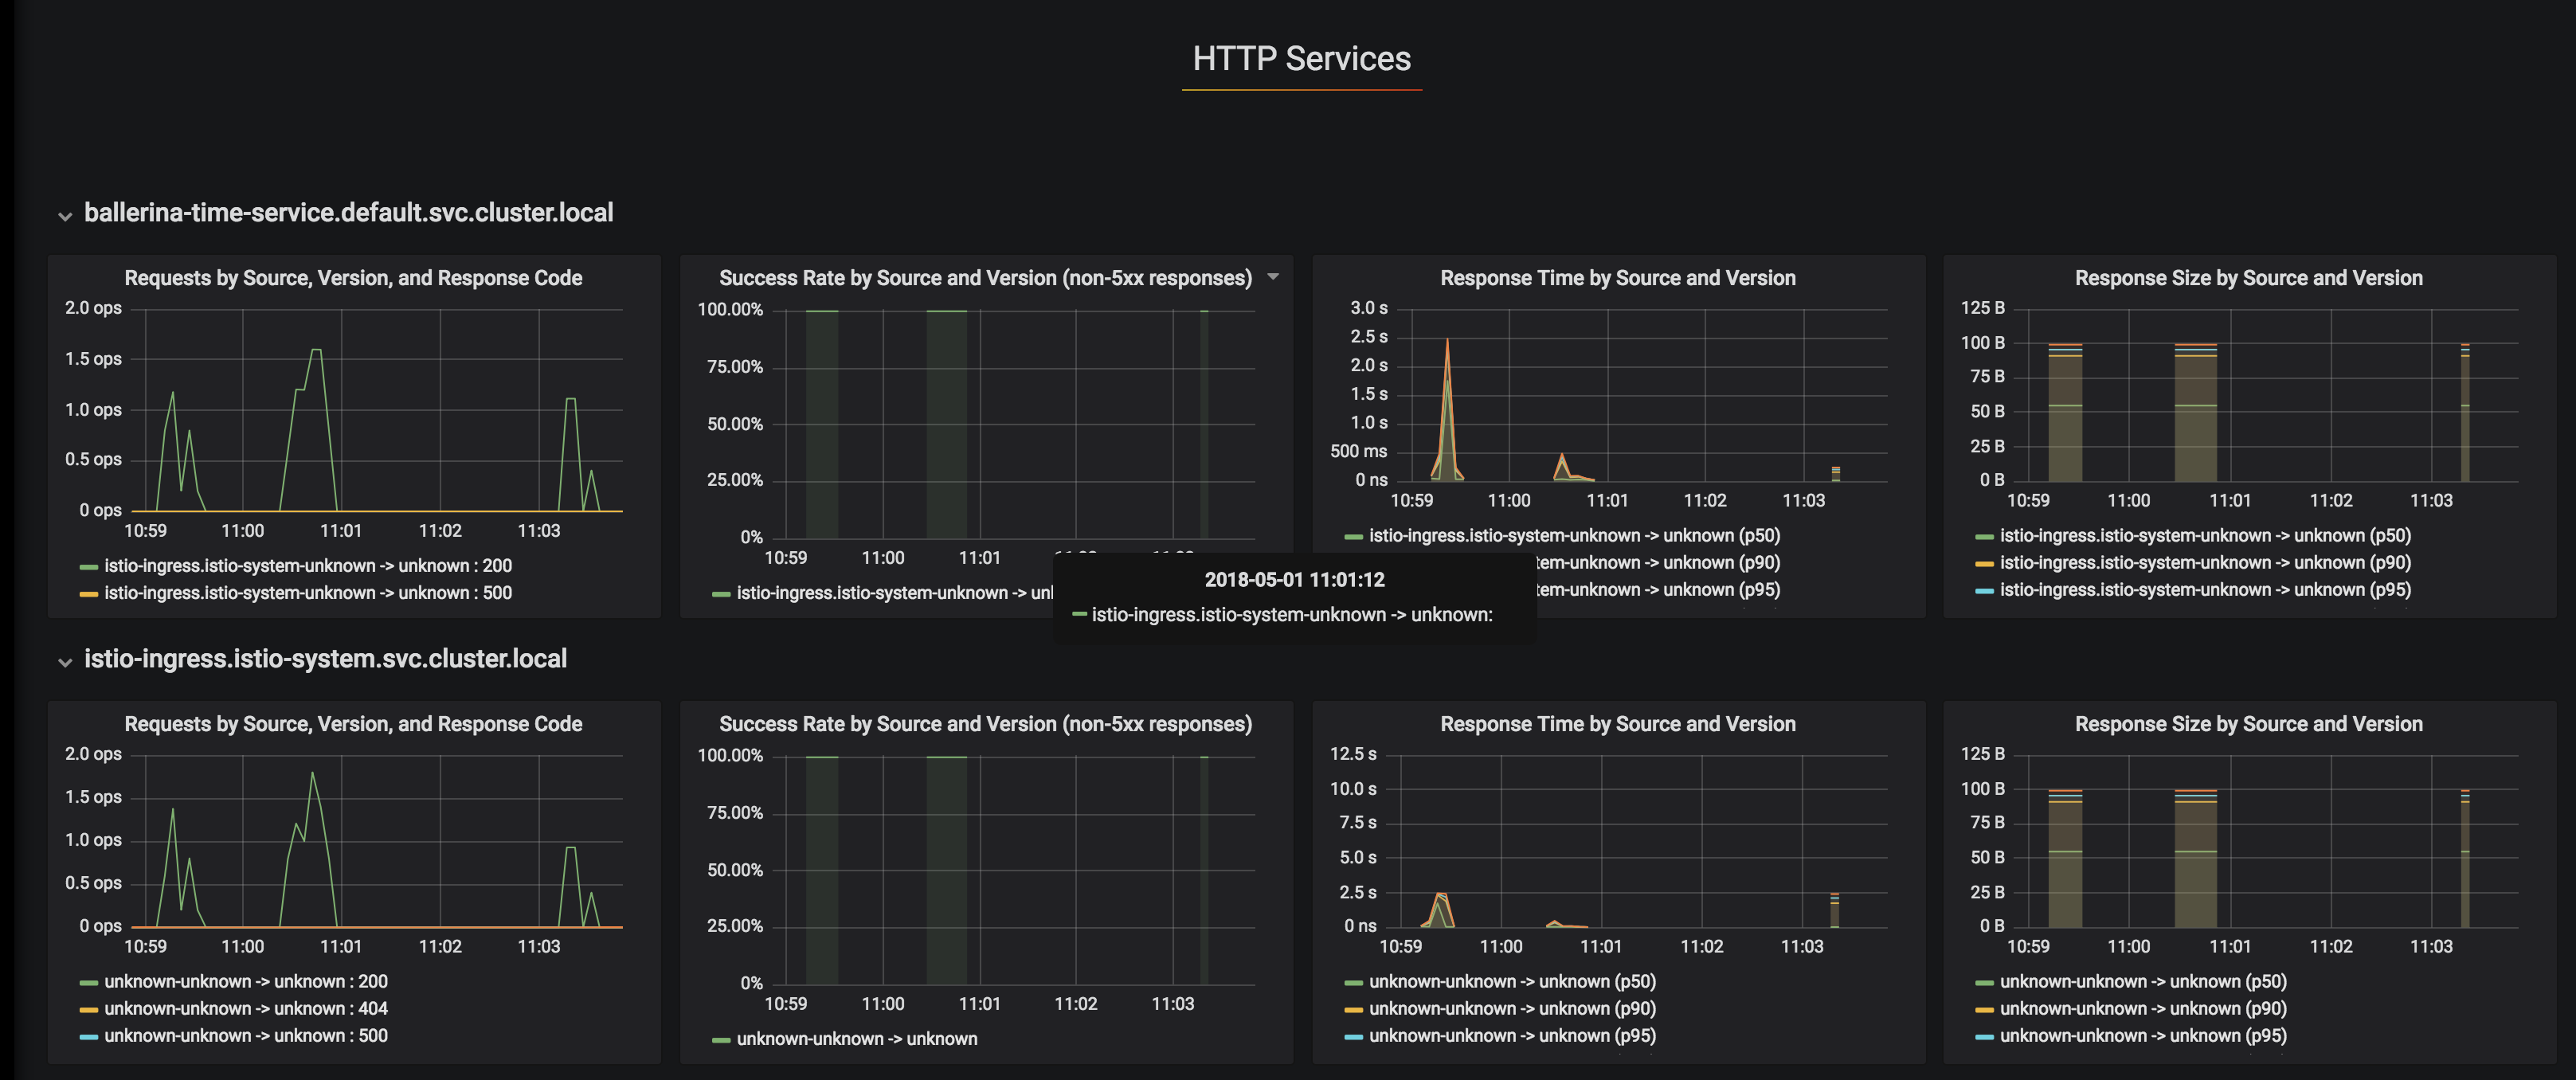 HTTP Services
ballerina-time-service.default.svc.cluster.local
Requests by Source, Version, and Response Code
2.0 ops
1.5 ops
1.0 ops
0.5 ops
0 ops
10:59 11:00 11:01 11:02 11:03
istio-ingress.istio-system-unknown -> unknown : 200
istio-ingress.istio-system-unknown -> unknown : 500
Success Rate by Source and Version (non-5xx responses)
100.00%
75.00%
50.00%
25.00%
0%
10:59 11:00 11:01
istio-ingress.istio-system-unknown -> unl
2018-05-01 11:01:12
istio-ingress.istio-system-unknown -> unknown:
Response Time by Source and Version
3.0 s
2.5 s
2.0 s
1.5 s
1.0 s
500 ms
0 ns
10:59 11:00 11:01 11:02 11:03
istio-ingress.istio-system-unknown -> unknown (p50)
tem-unknown -> unknown (p90)
tem-unknown -> unknown (p95)
Response Size by Source and Version
125 B
100 B
75 B
50 B
25 B
0 B
10:59 11:00 11:01 11:02 11:03
istio-ingress.istio-system-unknown -> unknown (p50)
istio-ingress.istio-system-unknown -> unknown (p90)
istio-ingress.istio-system-unknown -> unknown (p95)
istio-ingress.istio-system.svc.cluster.local
Requests by Source, Version, and Response Code
2.0 ops
1.5 ops
1.0 ops
0.5 ops
0 ops
10:59 11:00 11:01 11:02 11:03
unknown-unknown -> unknown : 200
unknown-unknown -> unknown : 404
unknown-unknown -> unknown : 500
Success Rate by Source and Version (non-5xx responses)
100.00%
75.00%
50.00%
25.00%
0%
10:59 11:00 11:01 11:02 11:03
unknown-unknown -> unknown
Response Time by Source and Version
12.5 s
10.0 s
7.5 s
5.0 s
2.5 s
0 ns
10:59 11:00 11:01 11:02 11:03
unknown-unknown -> unknown (p50)
unknown-unknown -> unknown (p90)
unknown-unknown -> unknown (p95)
Response Size by Source and Version
125 B
100 B
75 B
50 B
25 B
0 B
10:59 11:00 11:01 11:02 11:03
unknown-unknown -> unknown (p50)
unknown-unknown -> unknown (p90)
unknown-unknown -> unknown (p95)